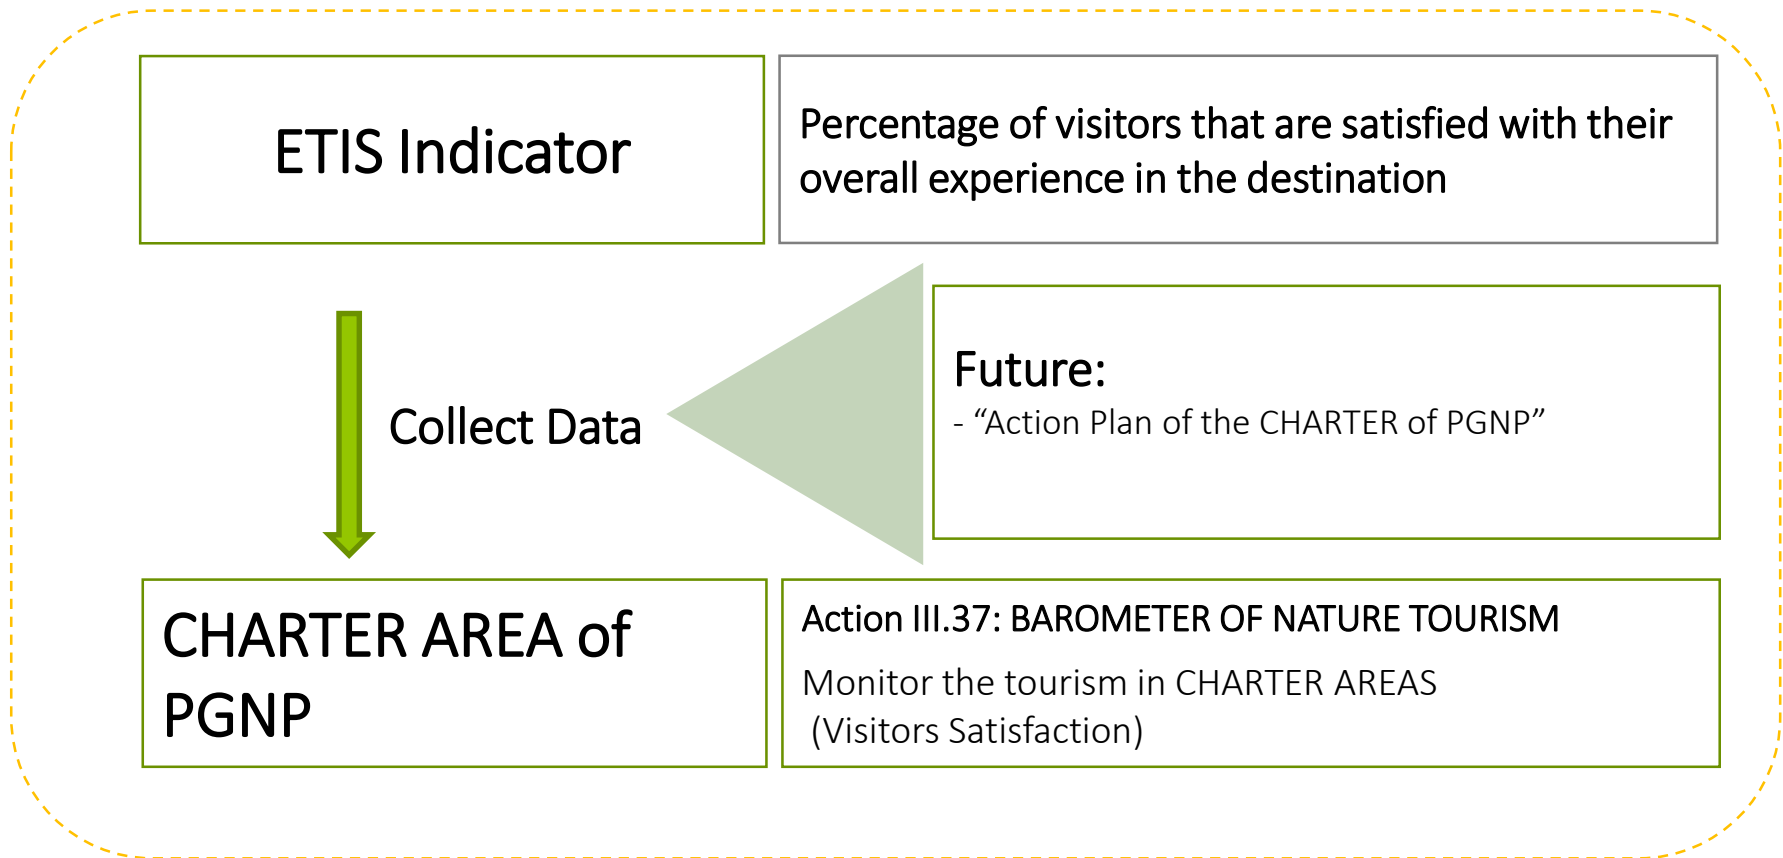 ETIS Indicator
Percentage of visitors that are satisfied with their
overall experience in the destination
Future:
- “Action Plan of the CHARTER of PGNP”
Collect Data
CHARTER AREA of
PGNP
Action III.37: BAROMETER OF NATURE TOURISM
Monitor the tourism in CHARTER AREAS
(Visitors Satisfaction)